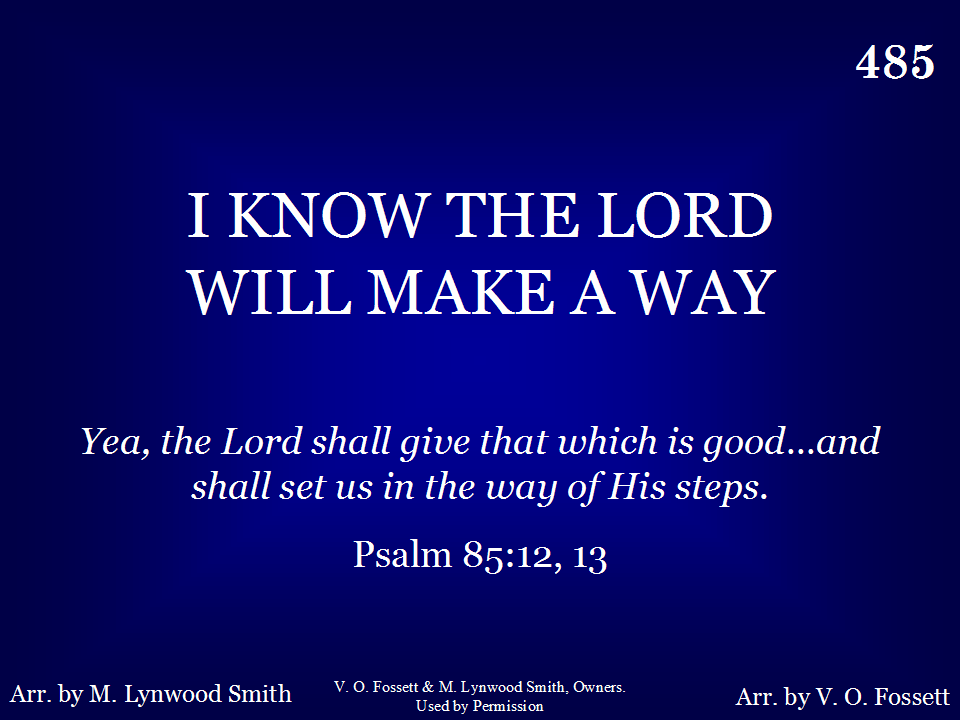 485
I KNOW THE LORD
WILL MAKE A WAY
Yea, the Lord shall give that which is good...and
shall set us in the way of His steps.
Psalm 85:12, 13
Arr. by M. Lynwood Smith
V. O. Fossett & M. Lynwood Smith, Owners.
Used by Permission
Arr. by V. O. Fossett